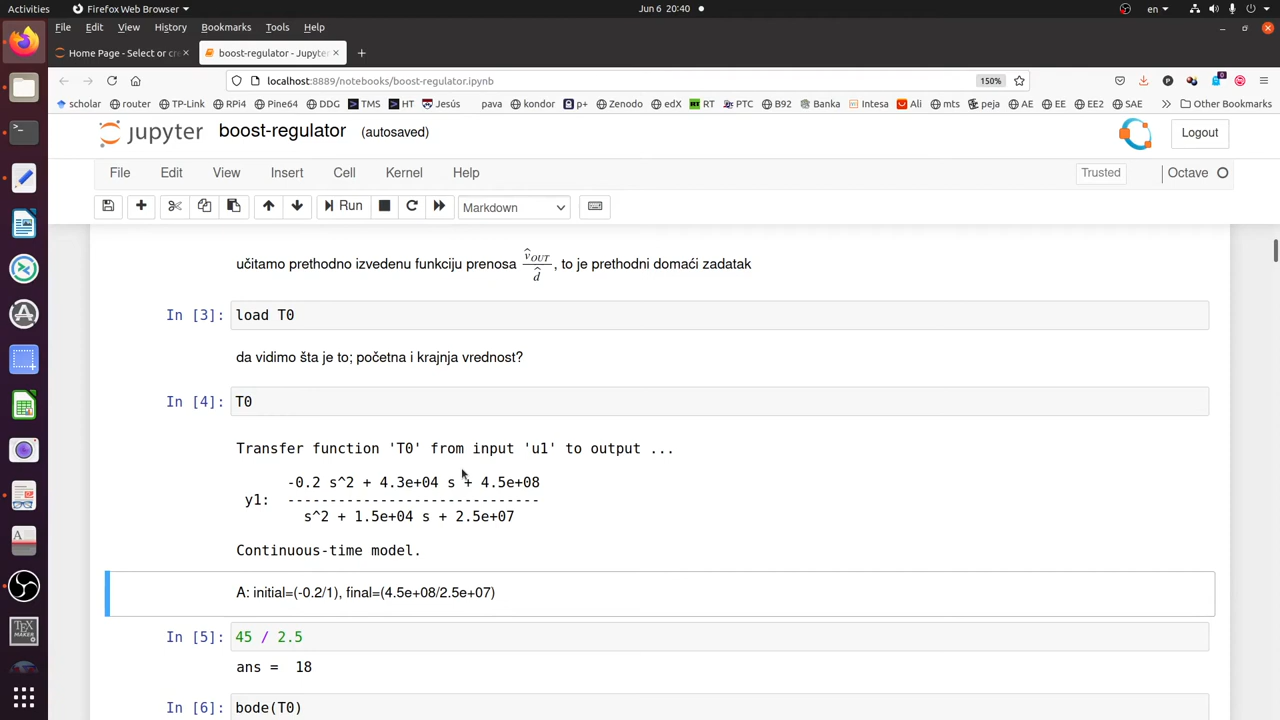 Activities Firefox Web Browser Jun 6 20:40 en
File Edit View History Bookmarks Tools Help
Home Page - Select or cre boost-regulator - Jupyte
localhost:8889/notebooks/boost-regulator.ipynb 150%
scholar router TP-Link RPi4 Pine64 DDG TMS HT Jesús pava kondor p+ Zenodo edX RT PTC B92 Banka Intesa Ali mts peja AE EE EE2 SAE Other Bookmarks
jupyter boost-regulator (autosaved) Logout
File Edit View Insert Cell Kernel Help Trusted Octave
Run Markdown
učitamo prethodno izvedenu funkciju prenosa v̂OUT/d̂, to je prethodni domaći zadatak
In [3]: load T0
da vidimo šta je to; početna i krajnja vrednost?
In [4]: T0
Transfer function 'T0' from input 'u1' to output ...
-0.2 s^2 + 4.3e+04 s + 4.5e+08
y1: ------------------------------
s^2 + 1.5e+04 s + 2.5e+07
Continuous-time model.
A: initial=(-0.2/1), final=(4.5e+08/2.5e+07)
In [5]: 45 / 2.5
ans = 18
In [6]: bode(T0)